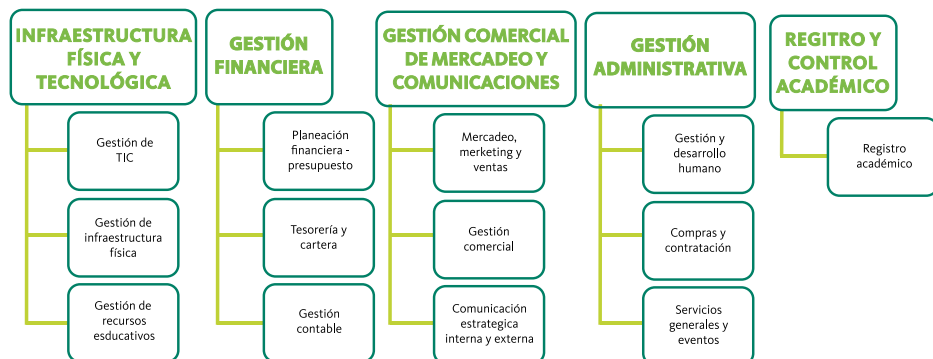 INFRAESTRUCTURA
FÍSICA Y
TECNOLÓGICA
Gestión de
TIC
Gestión de
infraestructura
física
Gestión de
recursos
esducativos
GESTIÓN
FINANCIERA
Planeación
financiera -
presupuesto
Tesorería y
cartera
Gestión
contable
GESTIÓN COMERCIAL
DE MERCADEO Y
COMUNICACIONES
Mercadeo,
merketing y
ventas
Gestión
comercial
Comunicación
estrategica
interna y externa
GESTIÓN
ADMINISTRATIVA
Gestión y
desarrollo
humano
Compras y
contratación
Servicios
generales y
eventos
REGITRO Y
CONTROL
ACADÉMICO
Registro
académico